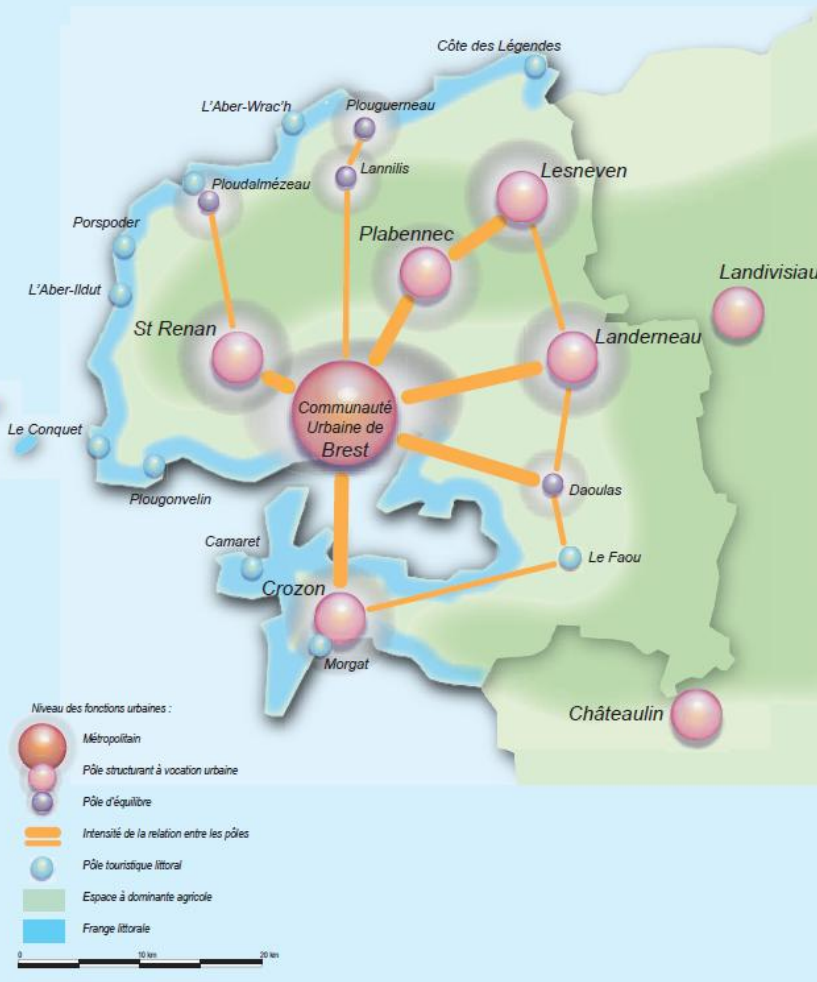 Côte des Légendes
L'Aber-Wrac'h
Plouguerneau
Lannilis
Lesneven
Ploudalmézeau
Porspoder
Plabennec
L'Aber-Ildut
Landivisiau
St Renan
Landerneau
Communauté
Urbaine de
Brest
Le Conquet
Plougonvelin
Daoulas
Camaret
Le Faou
Crozon
Morgat
Châteaulin
Niveau des fonctions urbaines :
Métropolitain
Pôle structurant à vocation urbaine
Pôle d'équilibre
Intensité de la relation entre les pôles
Pôle touristique littoral
Espace à dominante agricole
Frange littorale
0 10 km 20 km